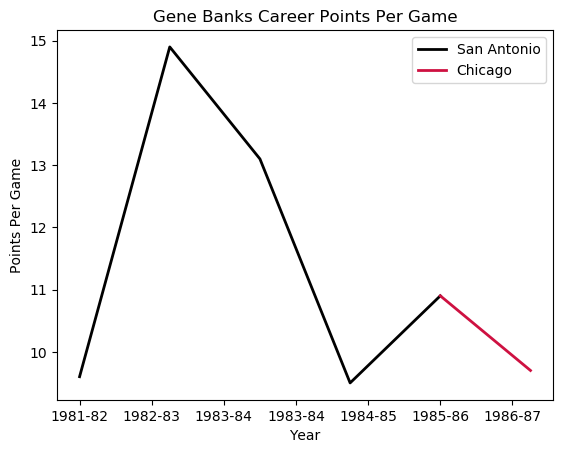 Gene Banks Career Points Per Game
San Antonio
Chicago
15
14
13
12
11
10
Points Per Game
1981-82 1982-83 1983-84 1983-84 1984-85 1985-86 1986-87
Year